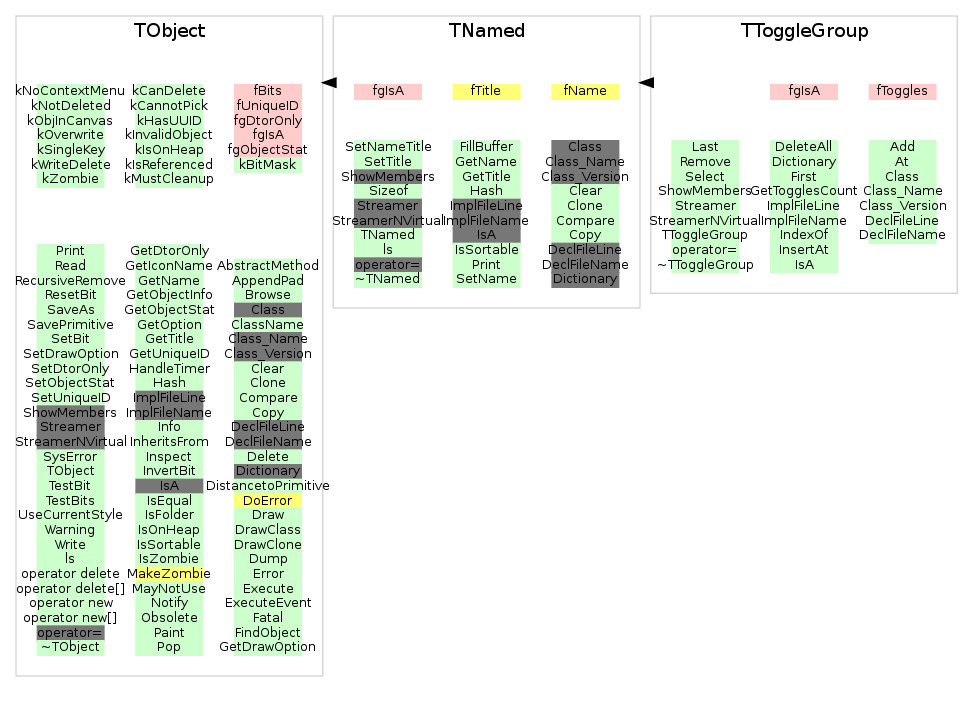 TObject
kNoContextMenu kCanDelete fBits
kNotDeleted kCannotPick fUniqueID
kObjInCanvas kHasUUID fgDtorOnly
kOverwrite kInvalidObject fgIsA
kSingleKey kIsOnHeap fgObjectStat
kWriteDelete kIsReferenced kBitMask
kZombie kMustCleanup
Print GetDtorOnly
Read GetIconName AbstractMethod
RecursiveRemove GetName AppendPad
ResetBit GetObjectInfo Browse
SaveAs GetObjectStat Class
SavePrimitive GetOption ClassName
SetBit GetTitle Class_Name
SetDrawOption GetUniqueID Class_Version
SetDtorOnly HandleTimer Clear
SetObjectStat Hash Clone
SetUniqueID ImplFileLine Compare
ShowMembers ImplFileName Copy
Streamer Info DeclFileLine
StreamerNVirtual InheritsFrom DeclFileName
SysError Inspect Delete
TObject InvertBit Dictionary
TestBit IsA DistancetoPrimitive
TestBits IsEqual DoError
UseCurrentStyle IsFolder Draw
Warning IsOnHeap DrawClass
Write IsSortable DrawClone
ls IsZombie Dump
operator delete MakeZombie Error
operator delete[] MayNotUse Execute
operator new Notify ExecuteEvent
operator new[] Obsolete Fatal
operator= Paint FindObject
~TObject Pop GetDrawOption
TNamed
fgIsA fTitle fName
SetNameTitle FillBuffer Class
SetTitle GetName Class_Name
ShowMembers GetTitle Class_Version
Sizeof Hash Clear
Streamer ImplFileLine Clone
StreamerNVirtual ImplFileName Compare
TNamed IsA Copy
ls IsSortable DeclFileLine
operator= Print DeclFileName
~TNamed SetName Dictionary
TToggleGroup
fgIsA fToggles
Last DeleteAll Add
Remove Dictionary At
Select First Class
ShowMembers GetTogglesCount Class_Name
Streamer ImplFileLine Class_Version
StreamerNVirtual ImplFileName DeclFileLine
TToggleGroup IndexOf DeclFileName
operator= InsertAt
~TToggleGroup IsA